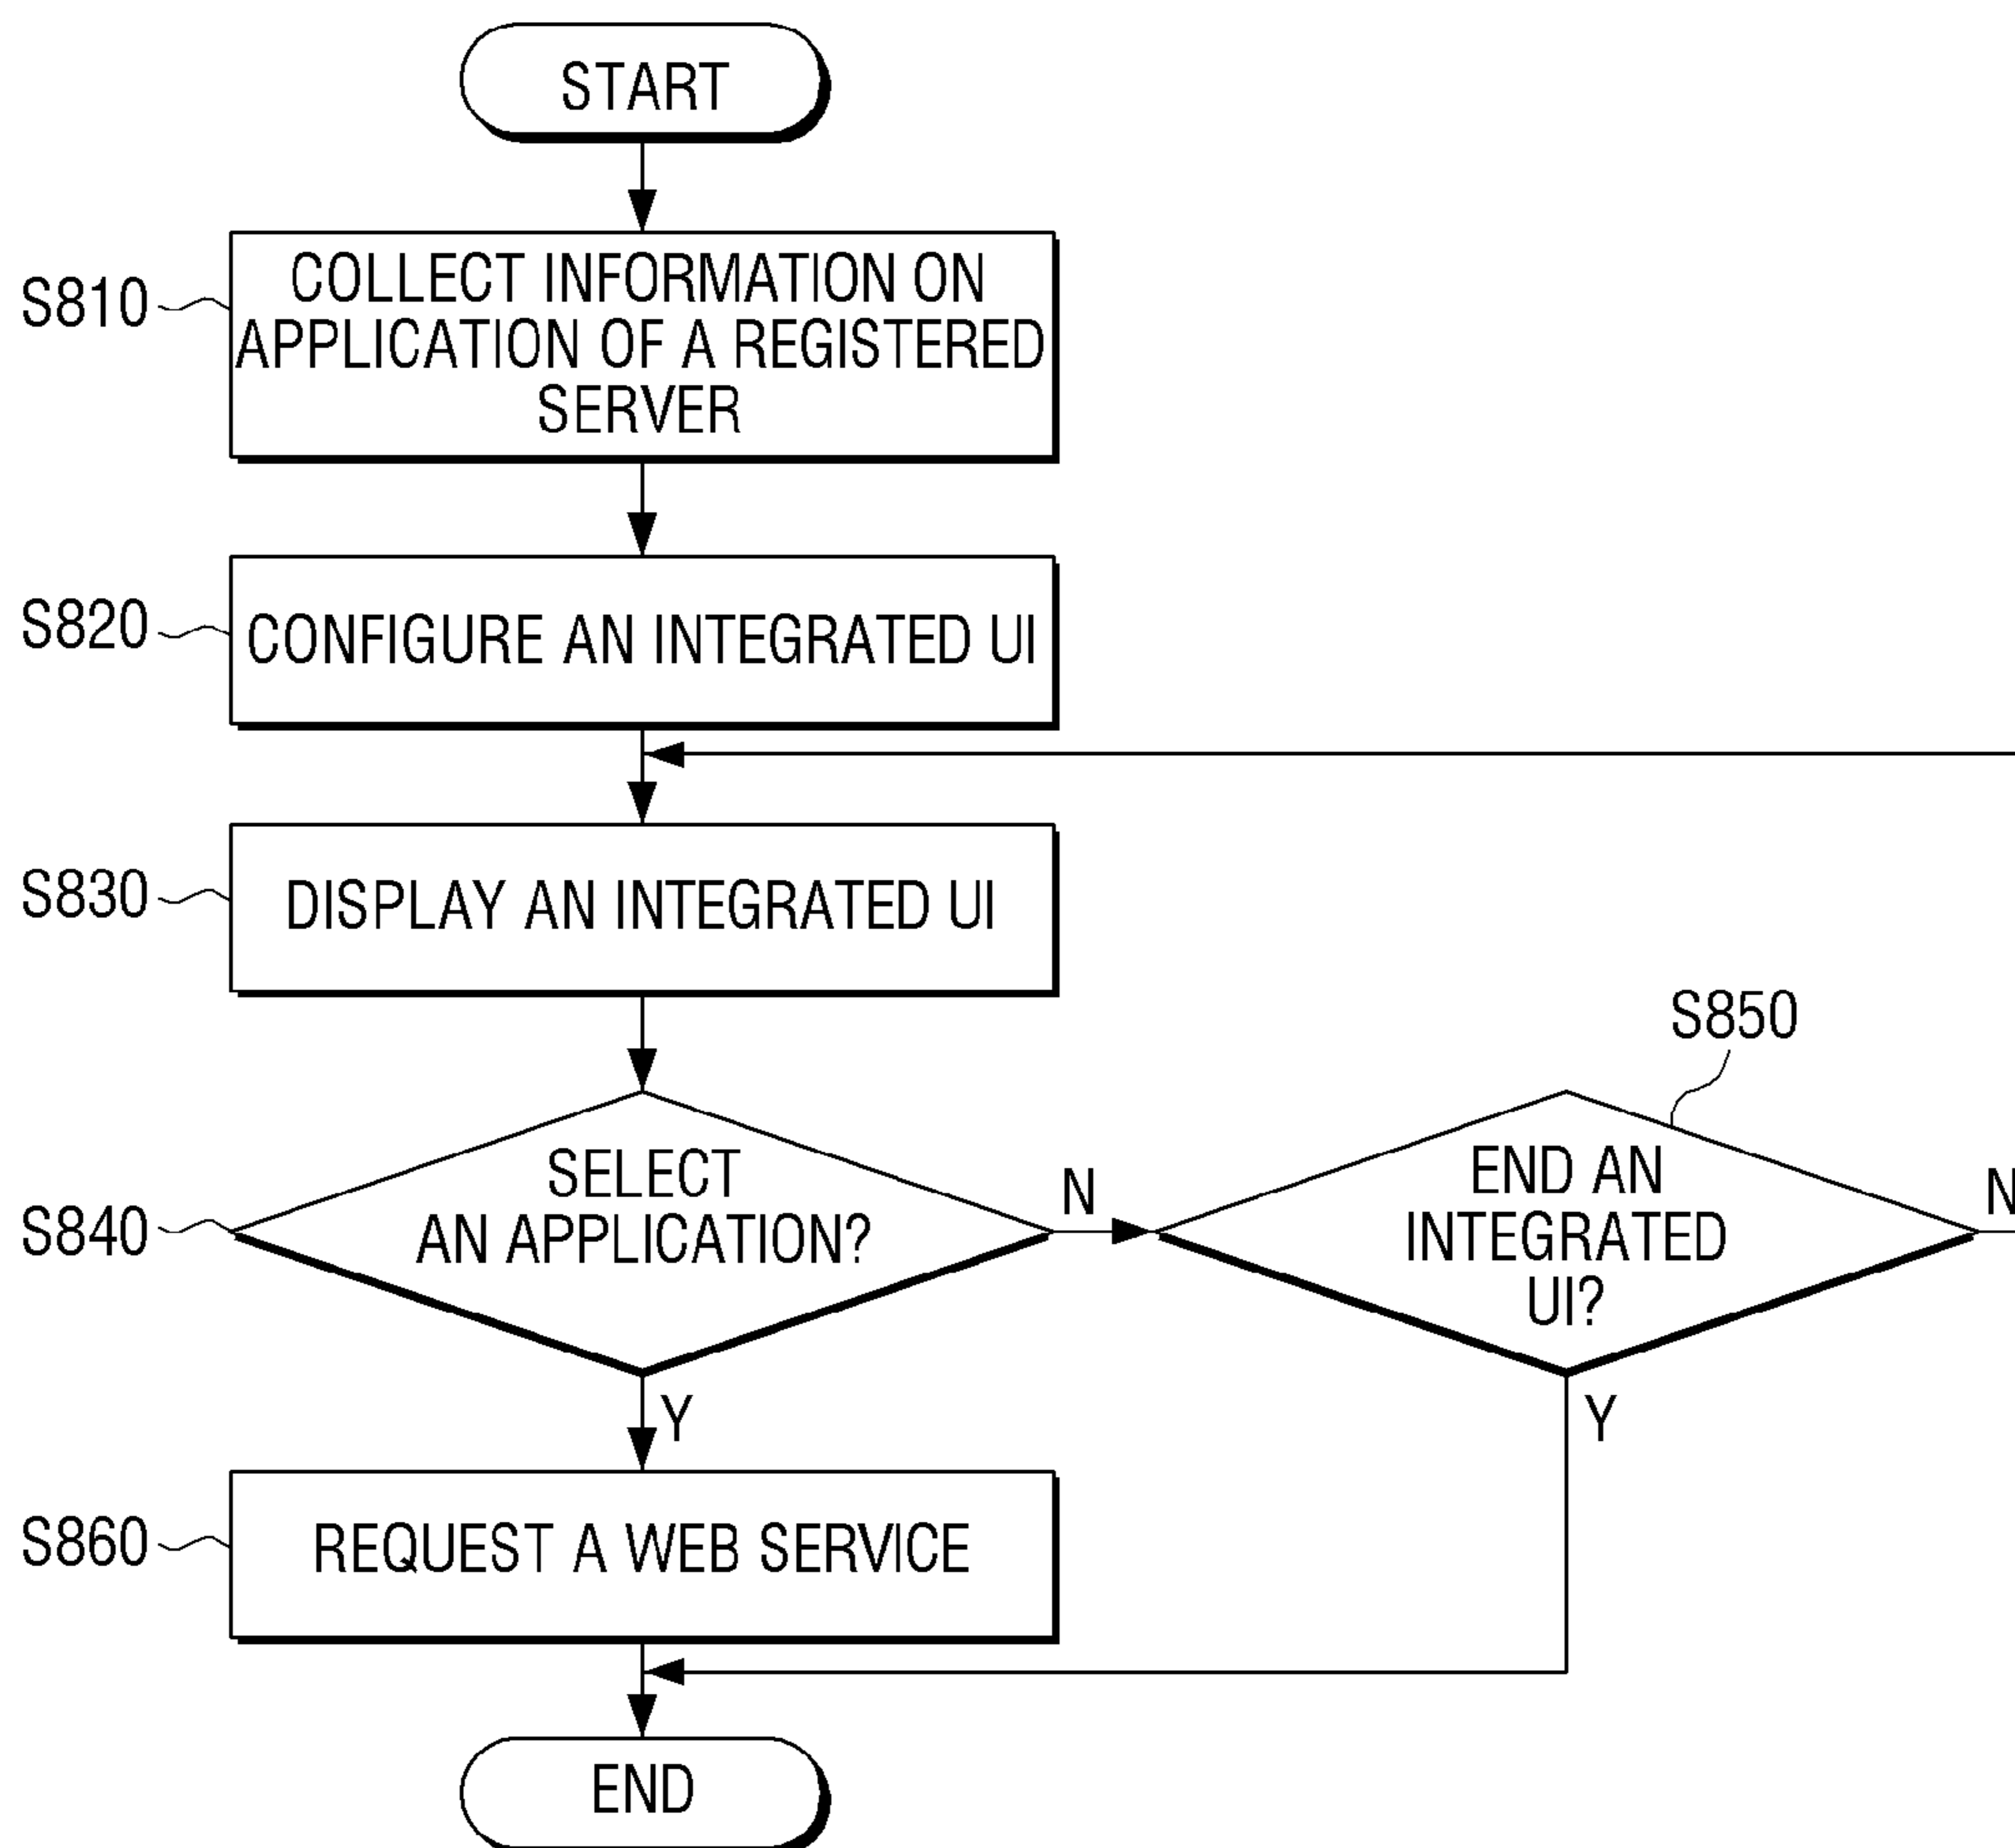 START
S810
COLLECT INFORMATION ON
APPLICATION OF A REGISTERED
SERVER
S820
CONFIGURE AN INTEGRATED UI
S830
DISPLAY AN INTEGRATED UI
S850
S840
SELECT
AN APPLICATION?
N
END AN
INTEGRATED
UI?
N
Y
Y
S860
REQUEST A WEB SERVICE
END